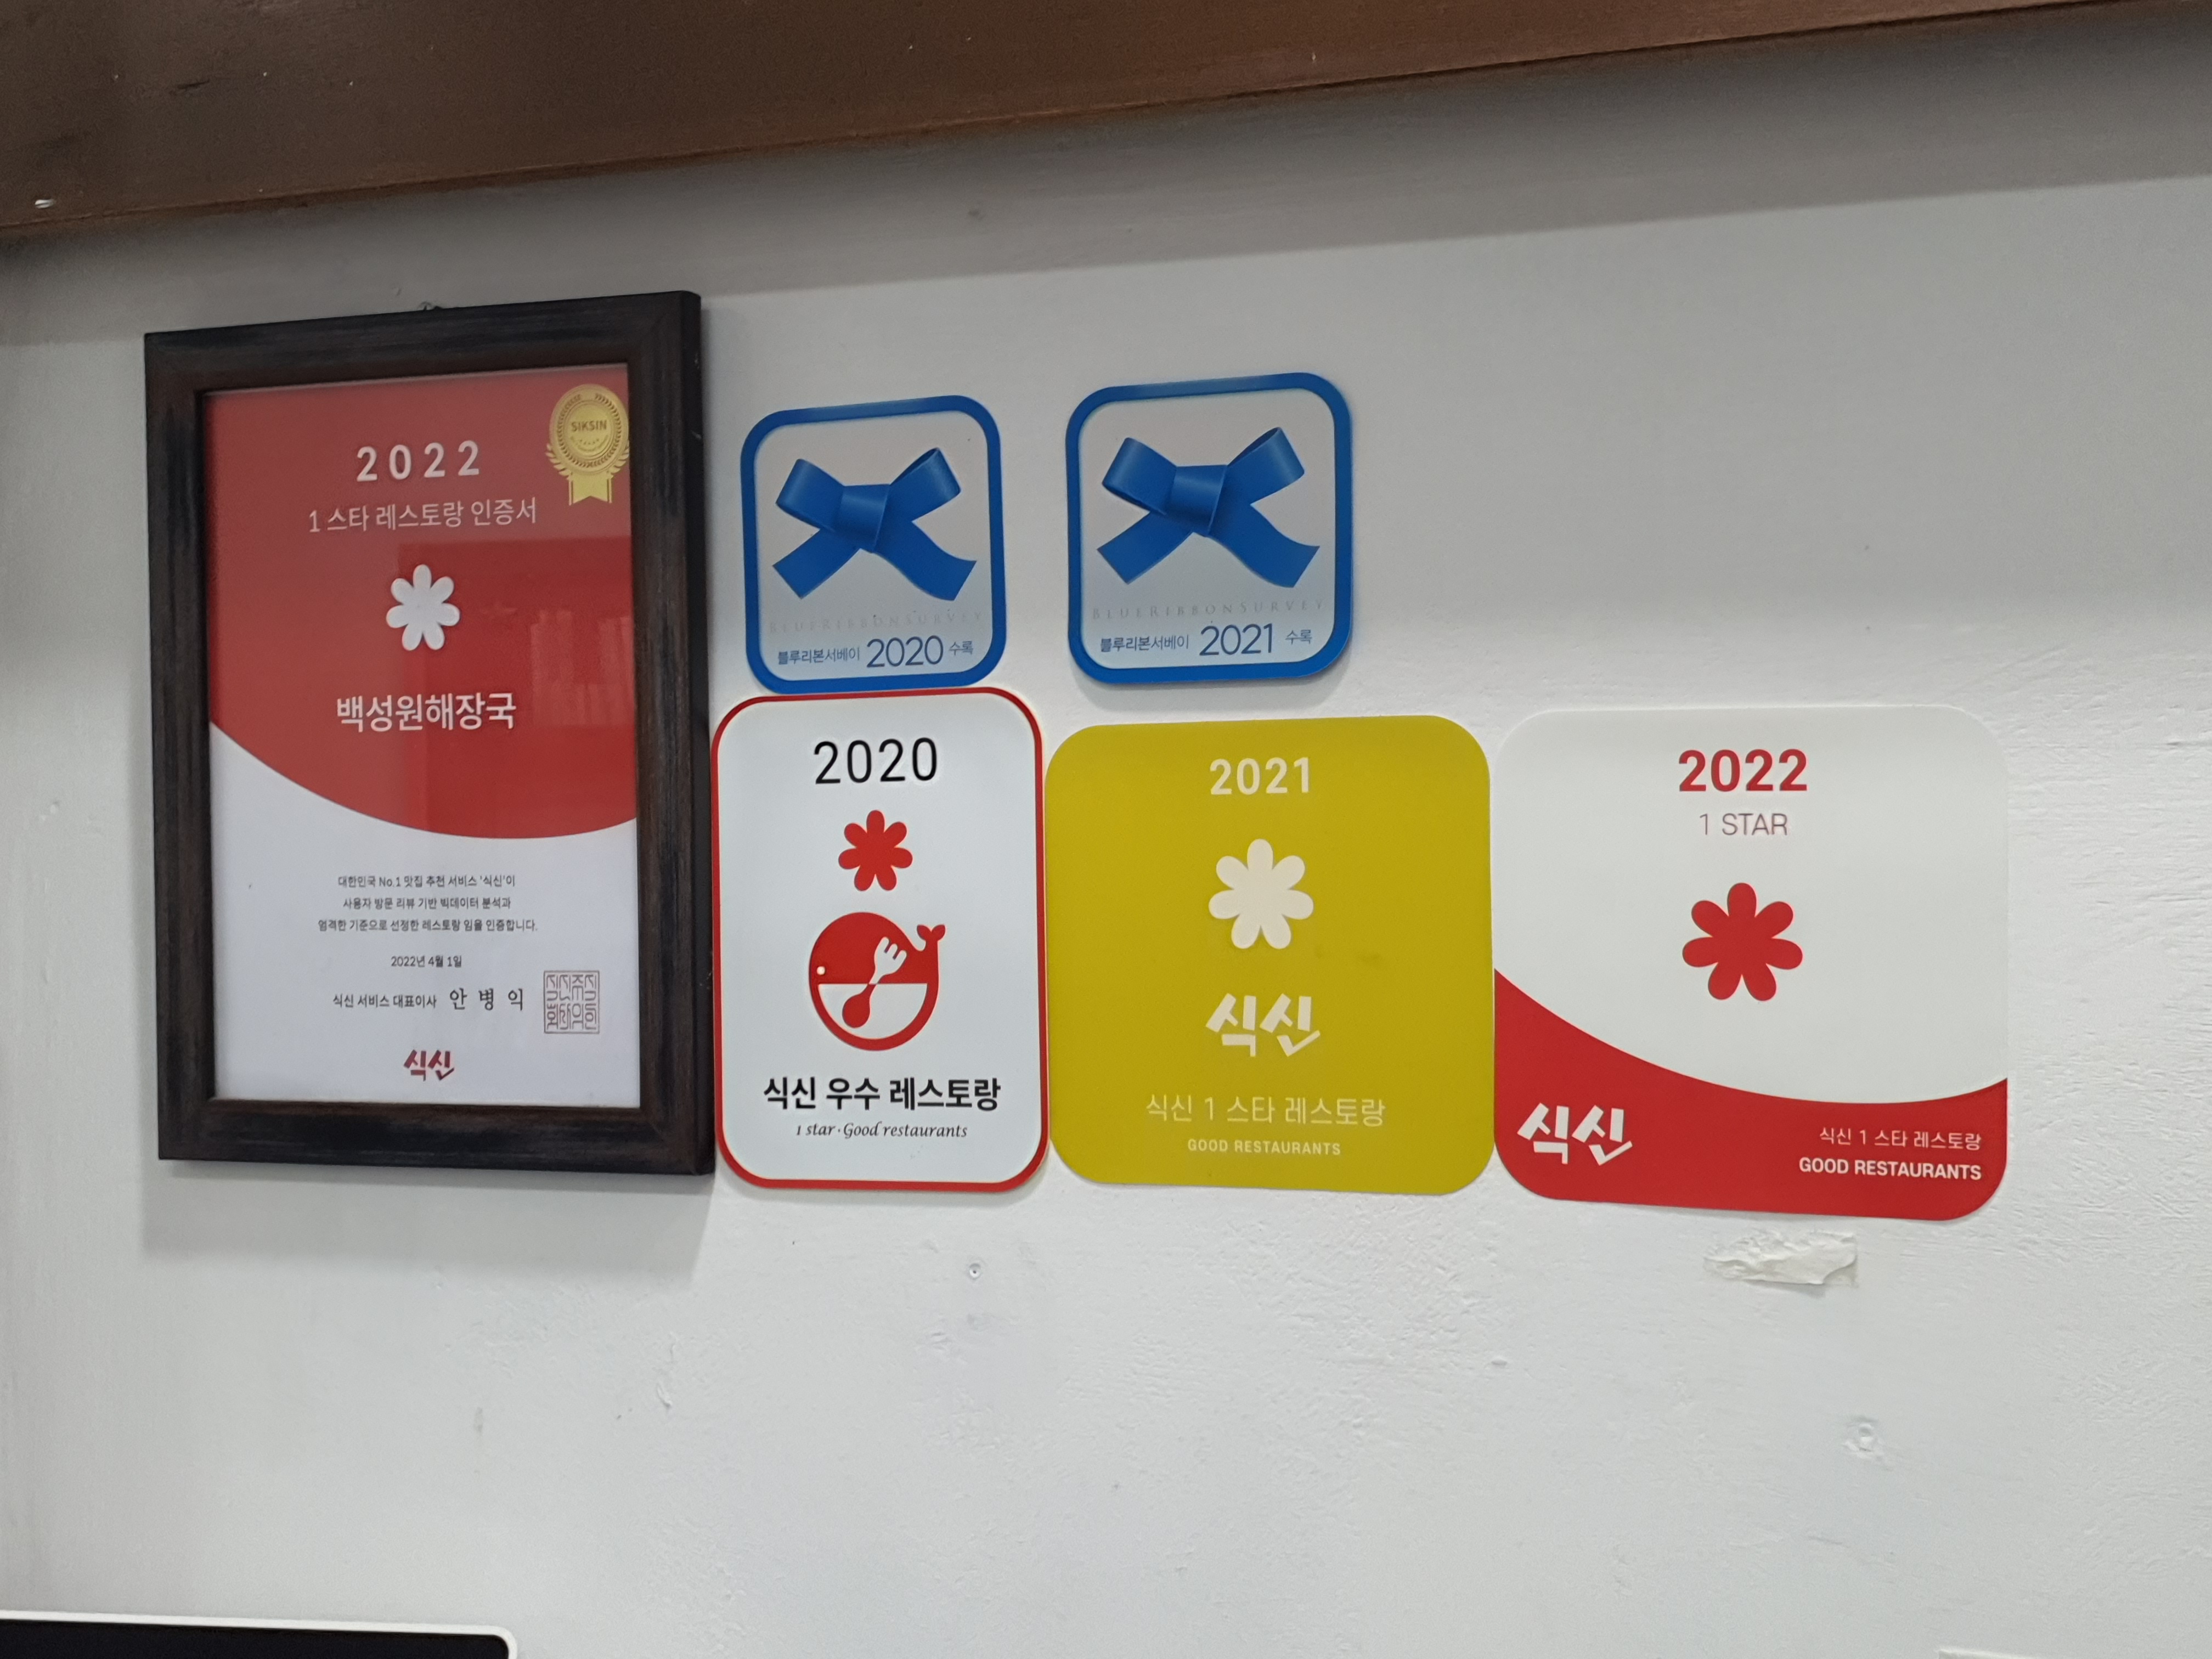 SIKSIN
2022
1 스타 레스토랑 인증서
백성원해장국
대한민국 No.1 맛집 추천 서비스 '식신'이
사용자 방문 리뷰 기반 빅데이터 분석과
엄격한 기준으로 선정한 레스토랑 임을 인증합니다.
2022년 4월 1일
식신 서비스 대표이사 안 병 익
식신
BLUERIBBONSURVEY
블루리본서베이 2020 수록
BLUERIBBONSURVEY
블루리본서베이 2021 수록
2020
식신 우수 레스토랑
1 star·Good restaurants
2021
식신
식신 1 스타 레스토랑
GOOD RESTAURANTS
2022
1 STAR
식신
식신 1 스타 레스토랑
GOOD RESTAURANTS